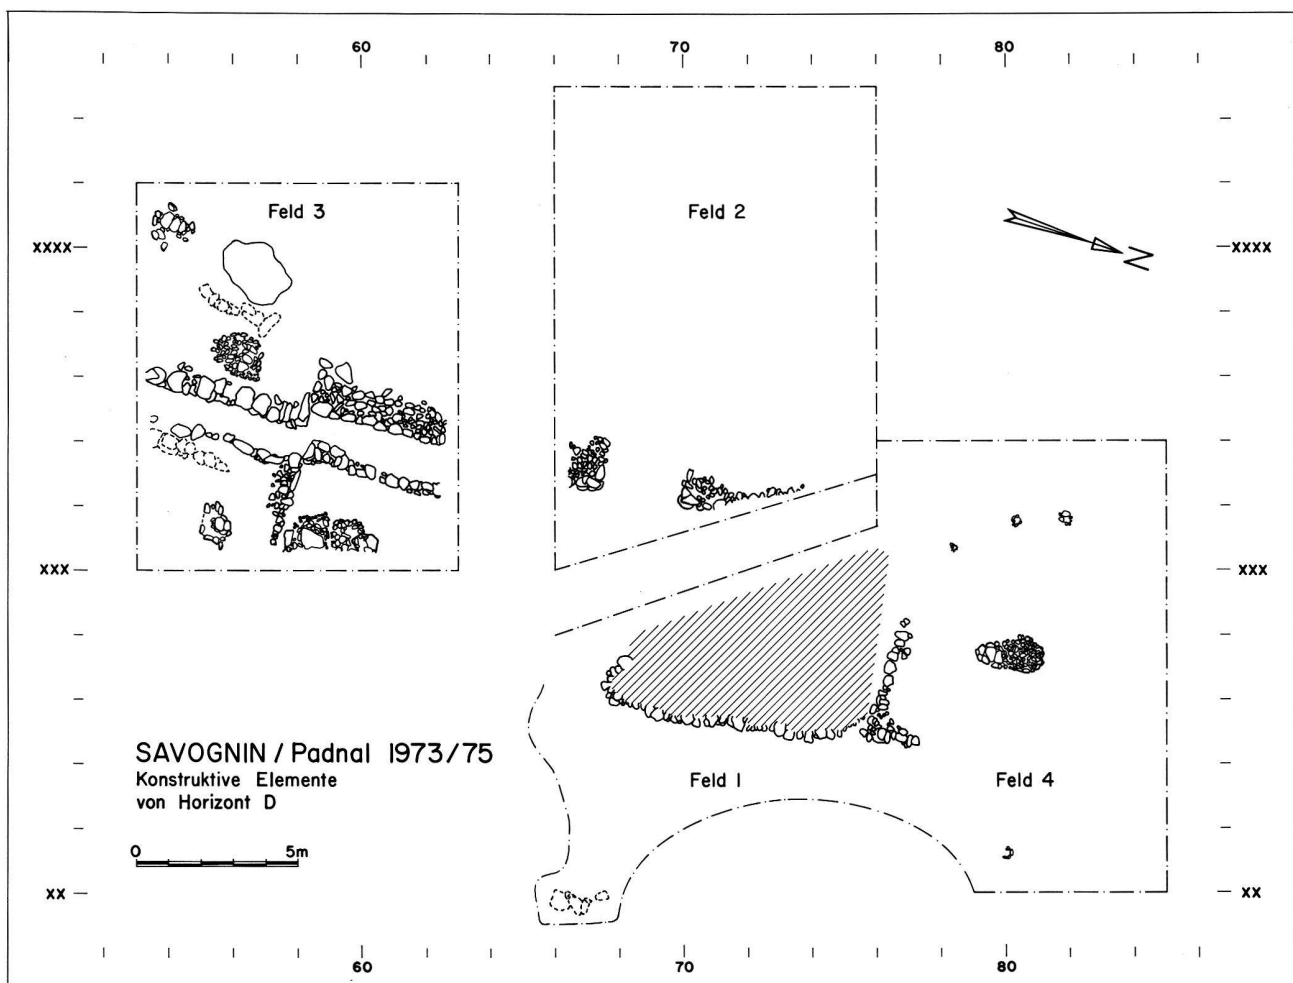 60 70 80
Feld 3 Feld 2
XXXX XXXX
N
XXX XXX
SAVOGNIN / Padnal 1973/75
Konstruktive Elemente
von Horizont D
Feld 1 Feld 4
0 5m
XX XX
60 70 80